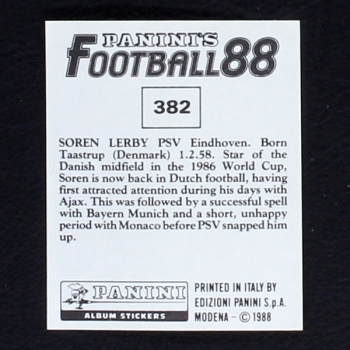 PANINI'S
FOOTBALL 88
382
SOREN LERBY PSV Eindhoven. Born
Taastrup (Denmark) 1.2.58. Star of the
Danish midfield in the 1986 World Cup,
Soren is now back in Dutch football, having
first attracted attention during his days with
Ajax. This was followed by a successful spell
with Bayern Munich and a short, unhappy
period with Monaco before PSV snapped him
up.
PANINI
ALBUM STICKERS
PRINTED IN ITALY BY
EDIZIONI PANINI S.p.A.
MODENA - © 1988